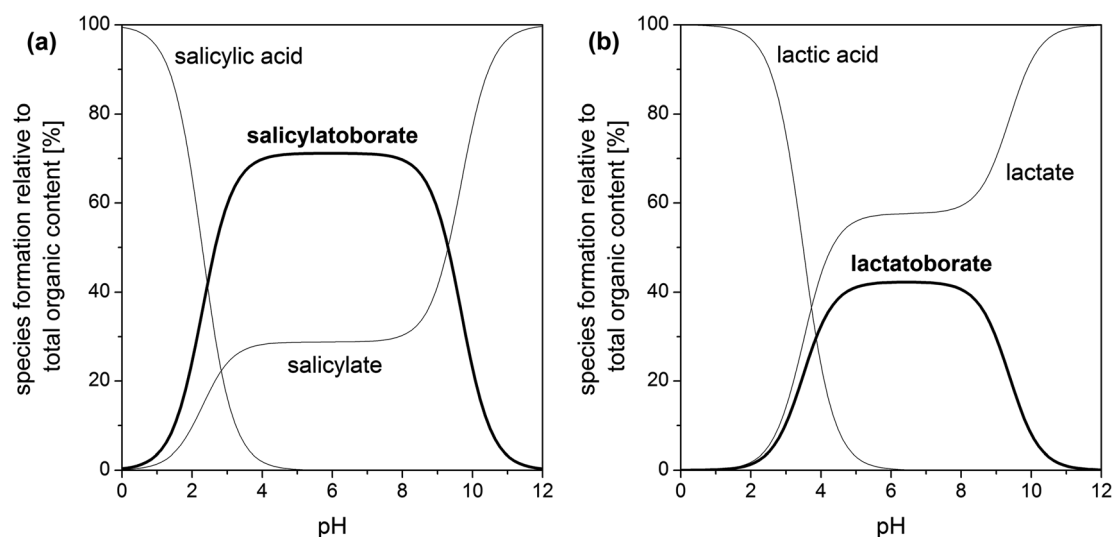 (a)
species formation relative to
total organic content [%]
100
80
60
40
20
0
salicylic acid
salicylatoborate
salicylate
0 2 4 6 8 10 12
pH
(b)
species formation relative to
total organic content [%]
100
80
60
40
20
0
lactic acid
lactate
lactatoborate
0 2 4 6 8 10 12
pH